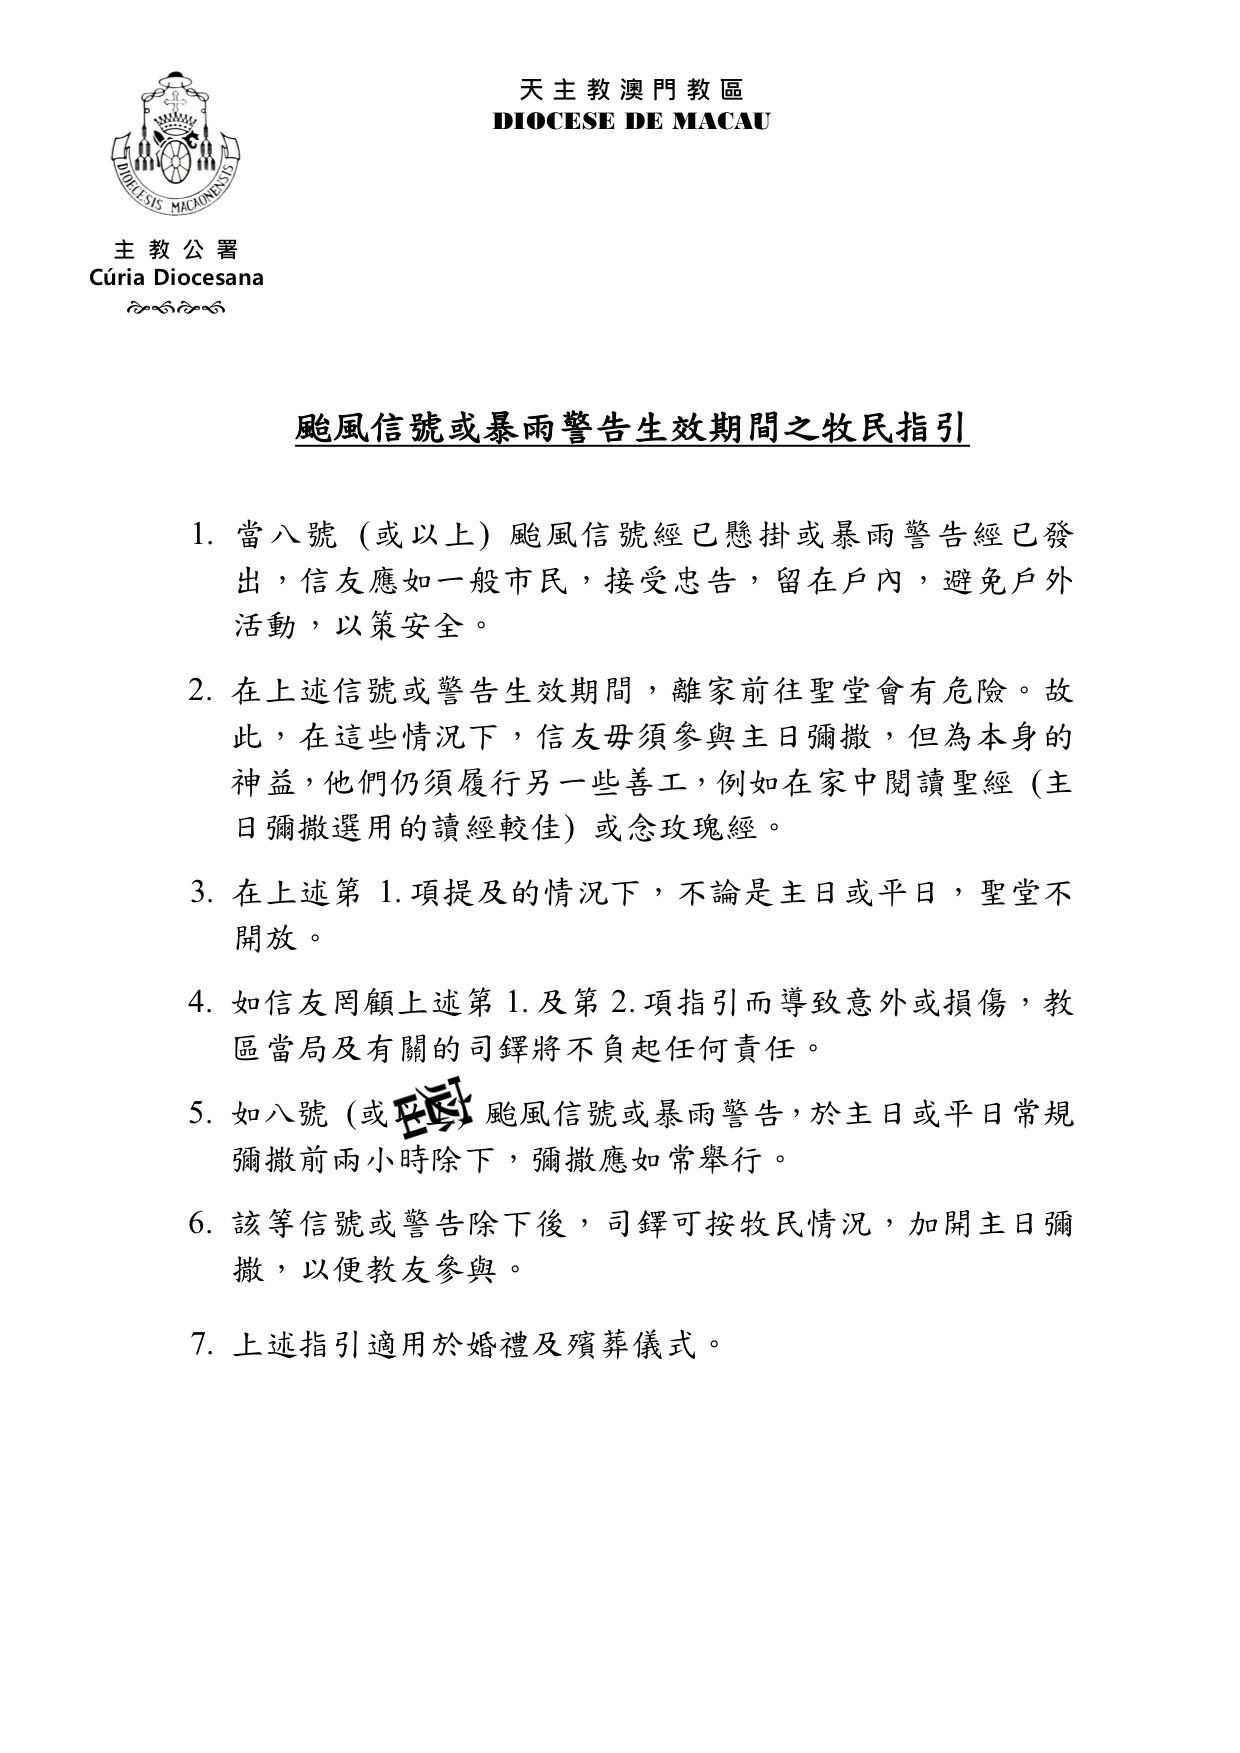 天主教澳門教區
DIOCESE DE MACAU
DIOECESIS MACAONENSIS
主教公署
Cúria Diocesana
颱風信號或暴雨警告生效期間之牧民指引
1. 當八號 (或以上) 颱風信號經已懸掛或暴雨警告經已發
出，信友應如一般市民，接受忠告，留在戶內，避免戶外
活動，以策安全。
2. 在上述信號或警告生效期間，離家前往聖堂會有危險。故
此，在這些情況下，信友毋須參與主日彌撒，但為本身的
神益，他們仍須履行另一些善工，例如在家中閱讀聖經 (主
日彌撒選用的讀經較佳) 或念玫瑰經。
3. 在上述第 1. 項提及的情況下，不論是主日或平日，聖堂不
開放。
4. 如信友罔顧上述第 1. 及第 2. 項指引而導致意外或損傷，教
區當局及有關的司鐸將不負起任何責任。
5. 如八號 (或 颱風信號或暴雨警告，於主日或平日常規
彌撒前兩小時除下，彌撒應如常舉行。
6. 該等信號或警告除下後，司鐸可按牧民情況，加開主日彌
撒，以便教友參與。
7. 上述指引適用於婚禮及殯葬儀式。